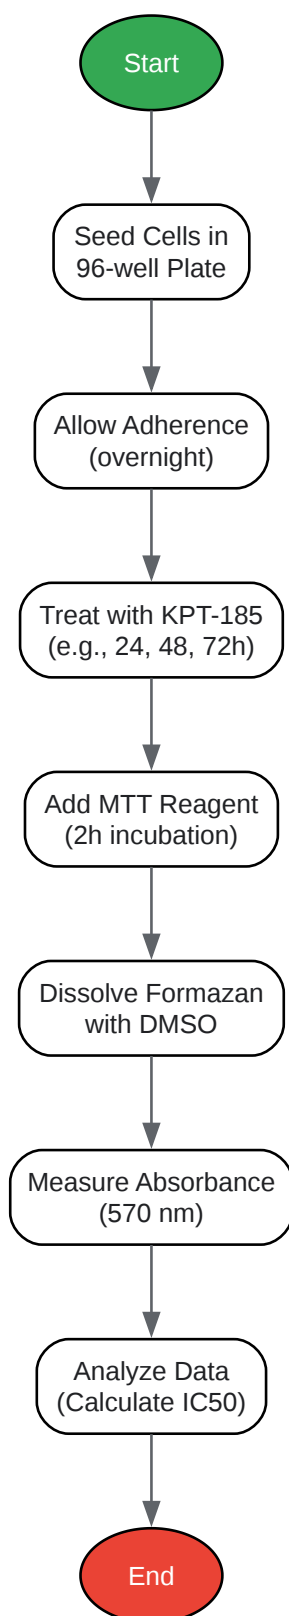 Start
Seed Cells in
96-well Plate
Allow Adherence
(overnight)
Treat with KPT-185
(e.g., 24, 48, 72h)
Add MTT Reagent
(2h incubation)
Dissolve Formazan
with DMSO
Measure Absorbance
(570 nm)
Analyze Data
(Calculate IC50)
End